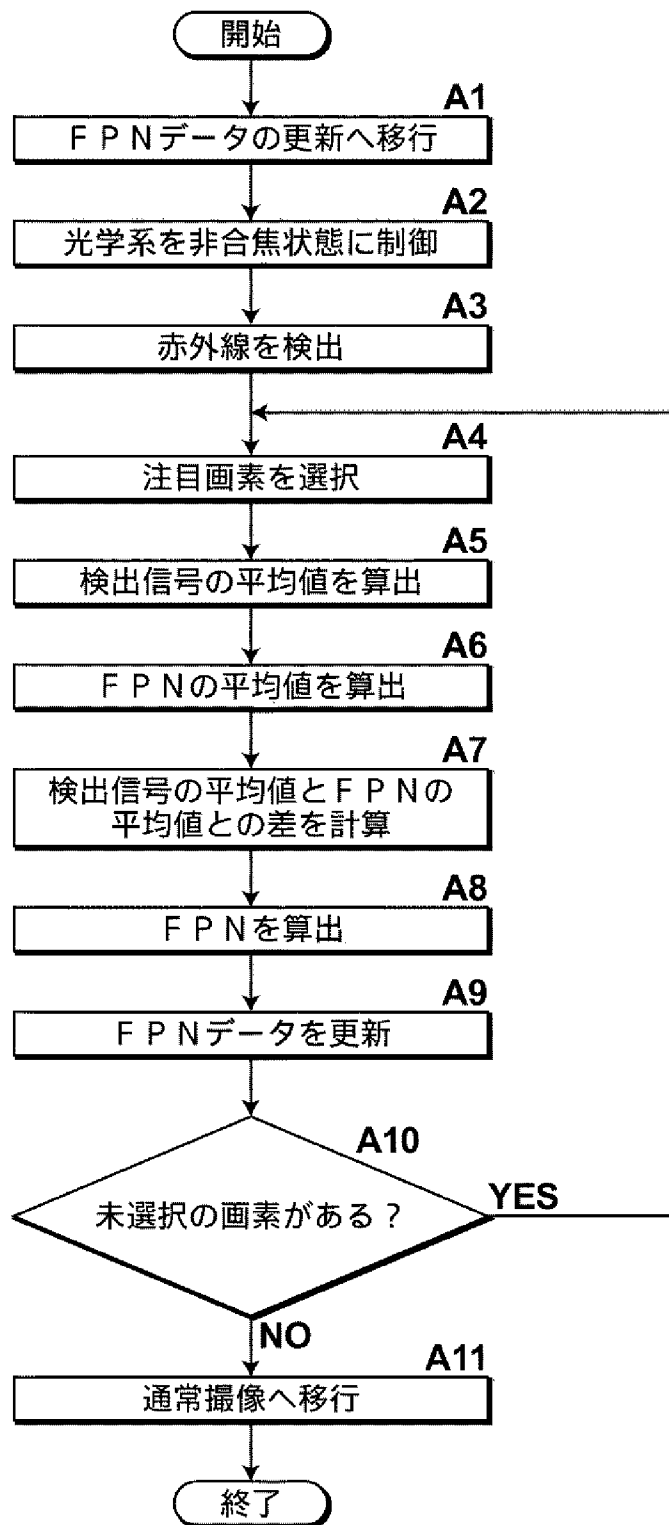 開始
A1
ＦＰＮデータの更新へ移行
A2
光学系を非合焦状態に制御
A3
赤外線を検出
A4
注目画素を選択
A5
検出信号の平均値を算出
A6
ＦＰＮの平均値を算出
A7
検出信号の平均値とＦＰＮの
平均値との差を計算
A8
ＦＰＮを算出
A9
ＦＰＮデータを更新
A10
未選択の画素がある？
YES
NO
A11
通常撮像へ移行
終了